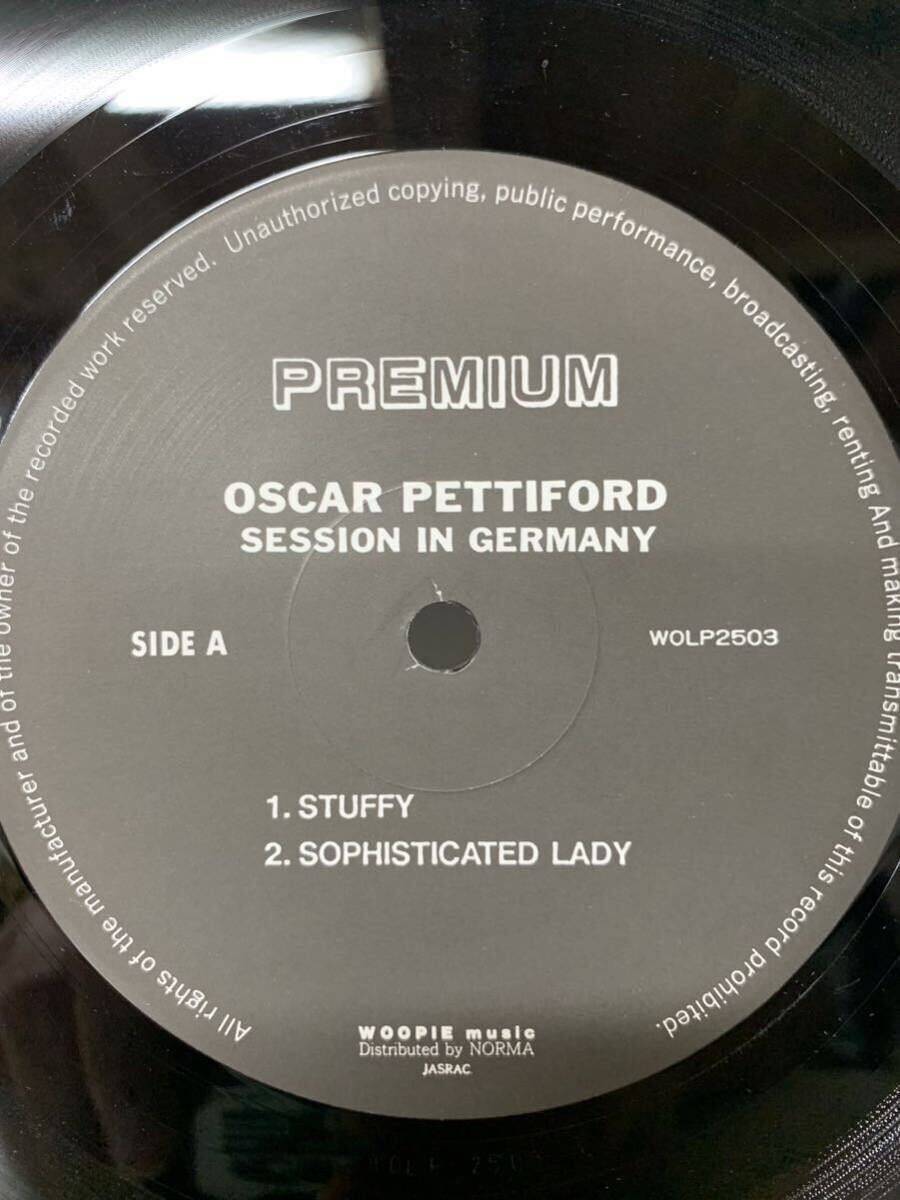 All rights of the manufacturer and of the owner of the recorded work reserved. Unauthorized copying, public performance, broadcasting, renting And making transmittable of this record prohibited.
PREMIUM
OSCAR PETTIFORD
SESSION IN GERMANY
SIDE A
WOLP2503
1. STUFFY
2. SOPHISTICATED LADY
WOOPIE music
Distributed by NORMA
JASRAC